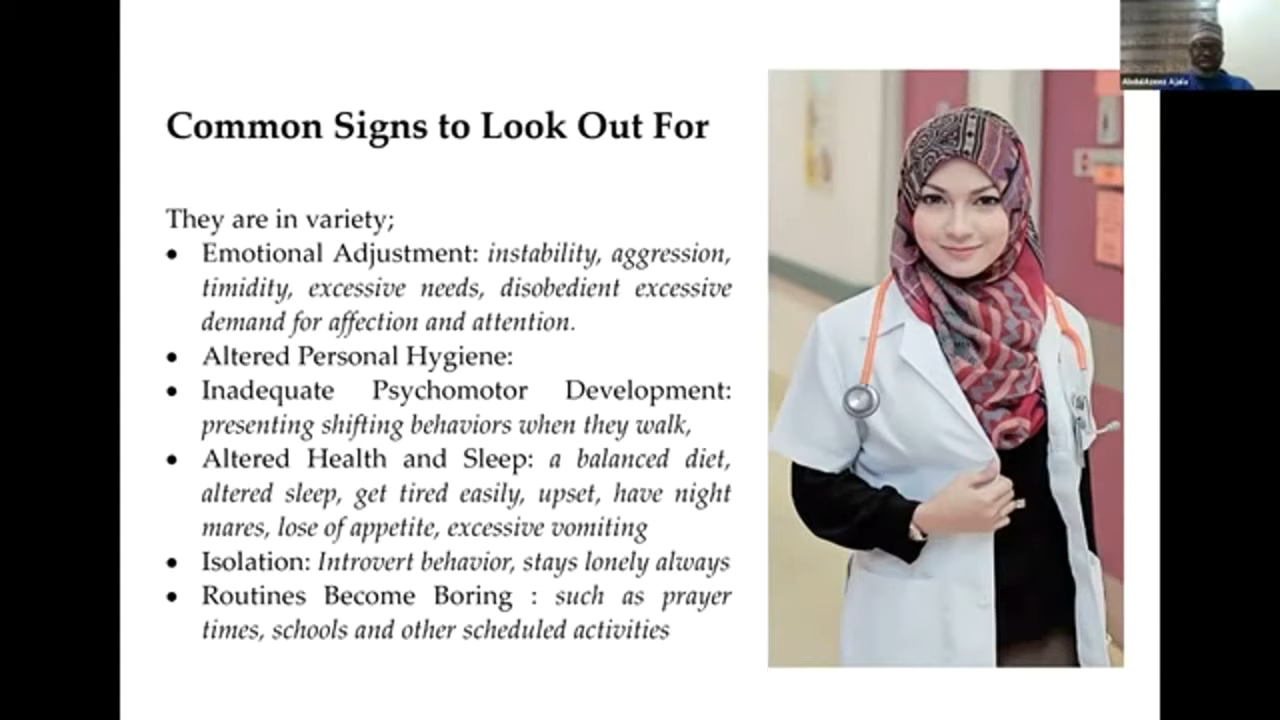 Common Signs to Look Out For
They are in variety;
• Emotional Adjustment: instability, aggression,
timidity, excessive needs, disobedient excessive
demand for affection and attention.
• Altered Personal Hygiene:
• Inadequate Psychomotor Development:
presenting shifting behaviors when they walk,
• Altered Health and Sleep: a balanced diet,
altered sleep, get tired easily, upset, have night
mares, lose of appetite, excessive vomiting
• Isolation: Introvert behavior, stays lonely always
• Routines Become Boring : such as prayer
times, schools and other scheduled activities
AbdulAzeez Ajala